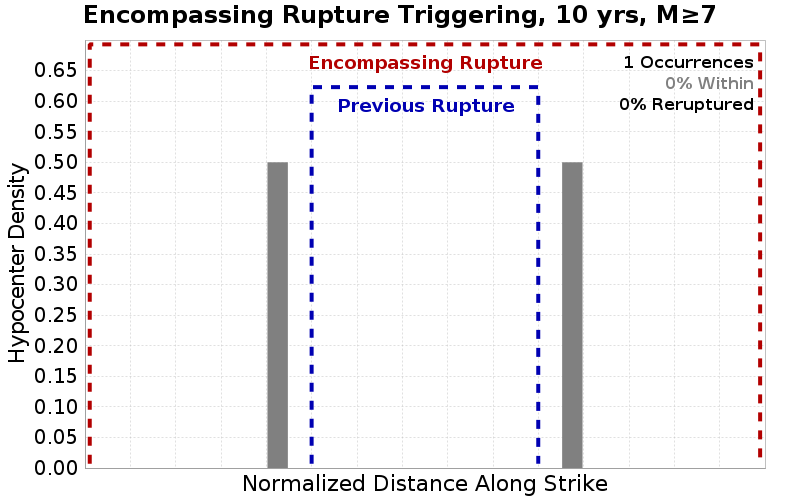 Encompassing Rupture Triggering, 10 yrs, M≥7
Encompassing Rupture
Previous Rupture
1 Occurrences
0% Within
0% Reruptured
Hypocenter Density
0.65
0.60
0.55
0.50
0.45
0.40
0.35
0.30
0.25
0.20
0.15
0.10
0.05
0.00
Normalized Distance Along Strike